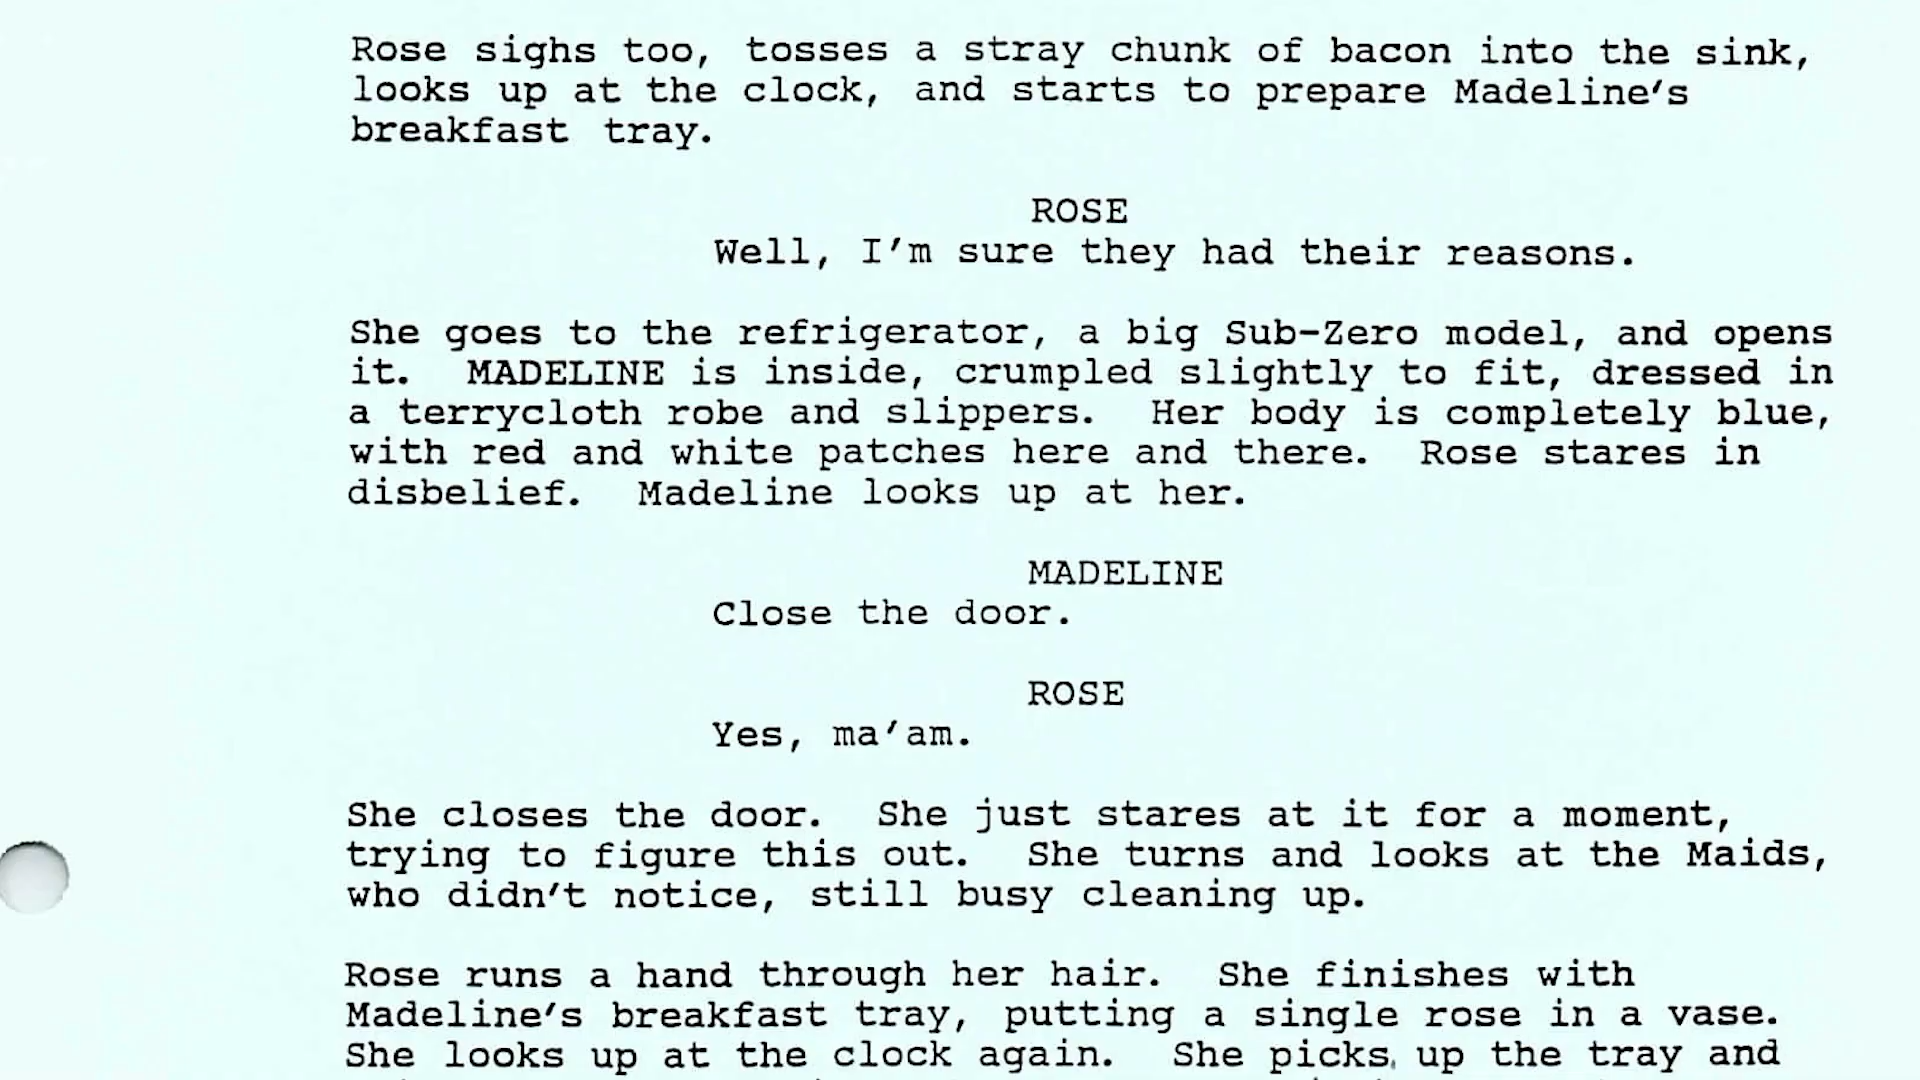 Rose sighs too, tosses a stray chunk of bacon into the sink,
looks up at the clock, and starts to prepare Madeline's
breakfast tray.
ROSE
Well, I'm sure they had their reasons.
She goes to the refrigerator, a big Sub-Zero model, and opens
it.  MADELINE is inside, crumpled slightly to fit, dressed in
a terrycloth robe and slippers.  Her body is completely blue,
with red and white patches here and there.  Rose stares in
disbelief.  Madeline looks up at her.
MADELINE
Close the door.
ROSE
Yes, ma'am.
She closes the door.  She just stares at it for a moment,
trying to figure this out.  She turns and looks at the Maids,
who didn't notice, still busy cleaning up.
Rose runs a hand through her hair.  She finishes with
Madeline's breakfast tray, putting a single rose in a vase.
She looks up at the clock again.  She picks up the tray and